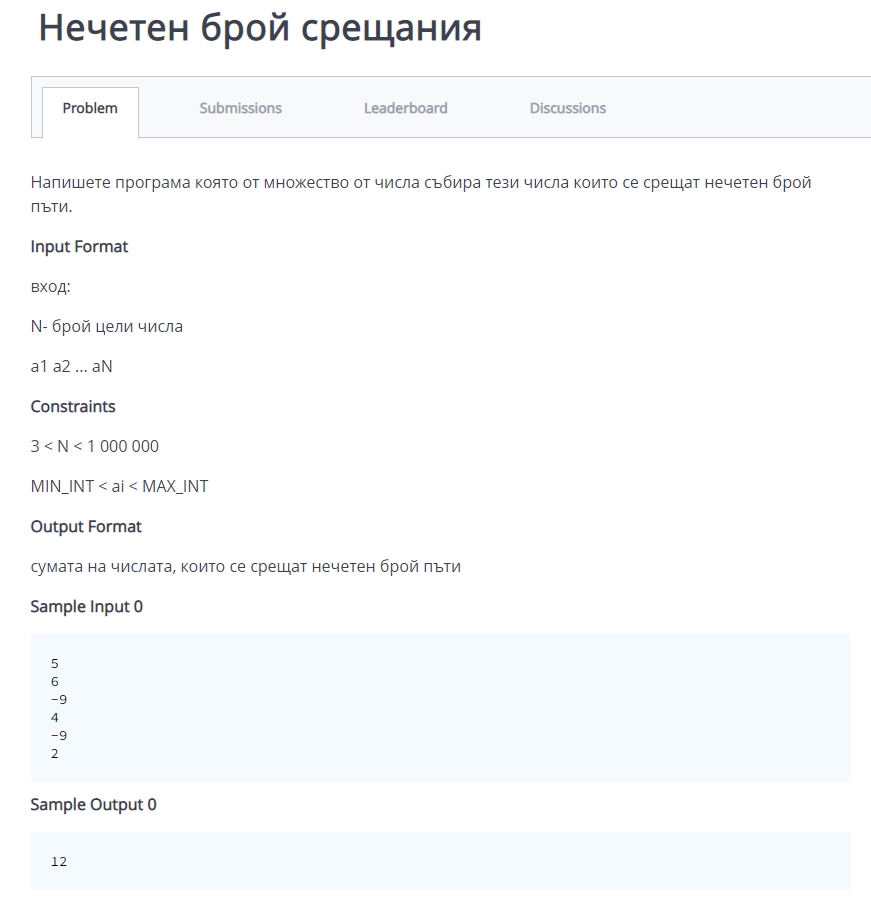 Нечетен брой срещания
Problem
Submissions
Leaderboard
Discussions
Напишете програма която от множество от числа събира тези числа които се срещат нечетен брой
пъти.
Input Format
вход:
N- брой цели числа
a1 a2 ... aN
Constraints
3 < N < 1 000 000
MIN_INT < ai < MAX_INT
Output Format
сумата на числата, които се срещат нечетен брой пъти
Sample Input 0
5
6
-9
4
-9
2
Sample Output 0
12